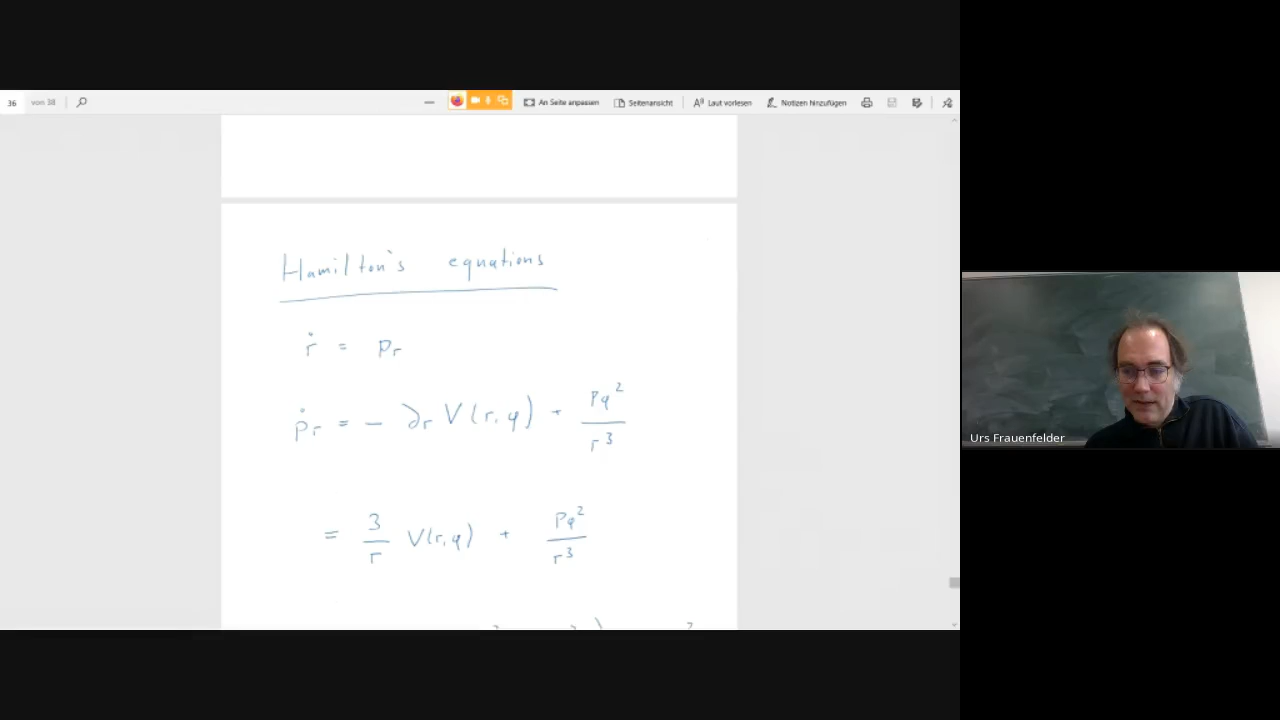 36 von 38 An Seite anpassen Seitenansicht Laut vorlesen Notizen hinzufügen
Hamilton's equations
ṙ = p_r
ṗ_r = - ∂_r V(r, φ) + p_φ² / r³
= 3/r V(r, φ) + p_φ² / r³
Urs Frauenfelder